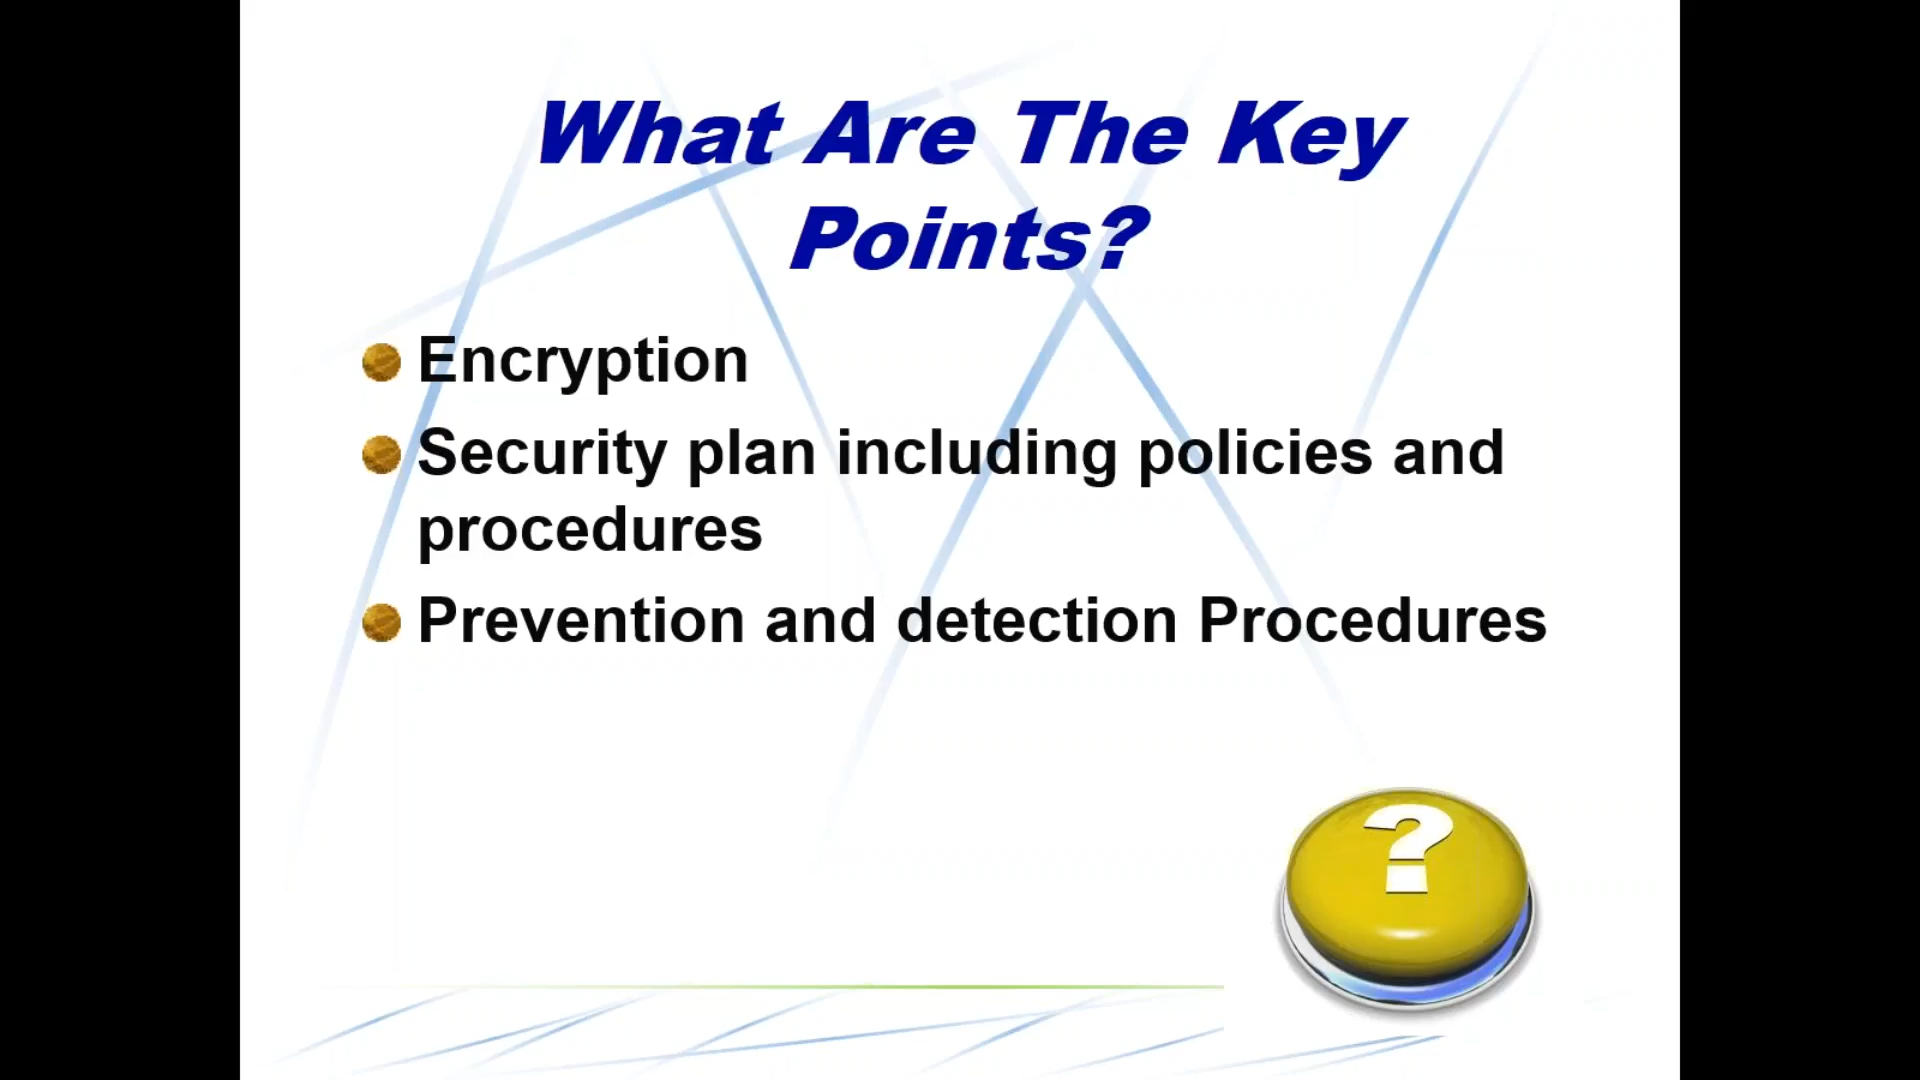 What Are The Key
Points?
Encryption
Security plan including policies and
procedures
Prevention and detection Procedures
?